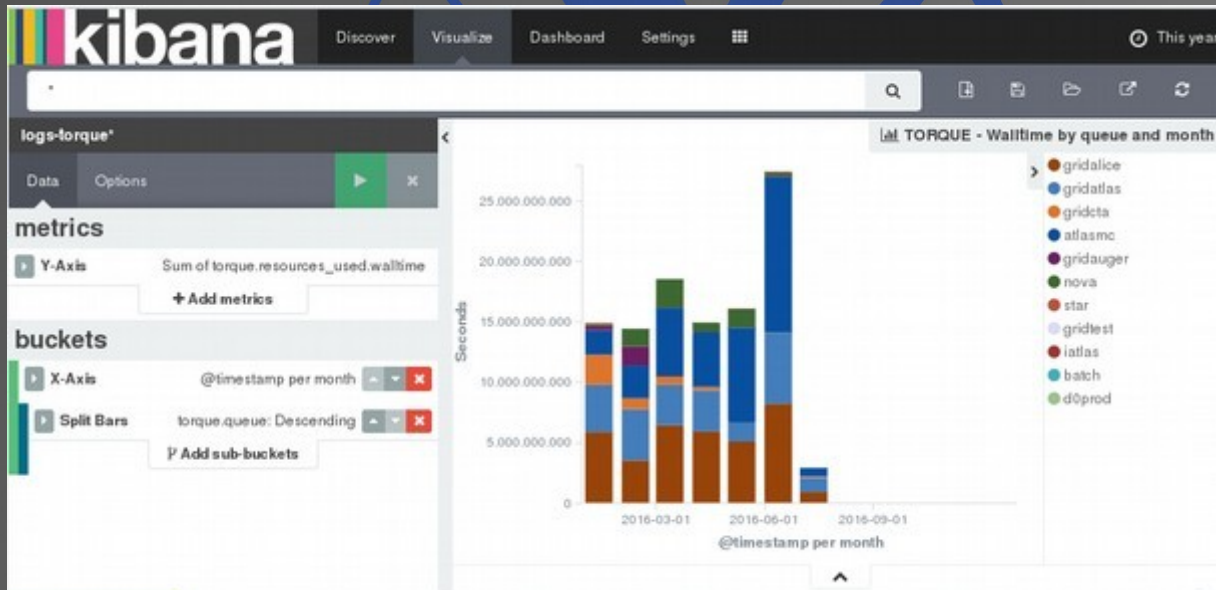 kibana
Discover Visualize Dashboard Settings This year
*
logs-torque*
TORQUE - Walltime by queue and month
Data Options
metrics
Y-Axis Sum of torque.resources_used.walltime
+ Add metrics
buckets
X-Axis @timestamp per month
Split Bars torque.queue: Descending
Add sub-buckets
Seconds
25.000.000.000
20.000.000.000
15.000.000.000
10.000.000.000
5.000.000.000
0
2016-03-01 2016-06-01 2016-09-01
@timestamp per month
gridalice
gridatlas
gridcta
atlasmc
gridauger
nova
star
gridtest
iatlas
batch
d0prod